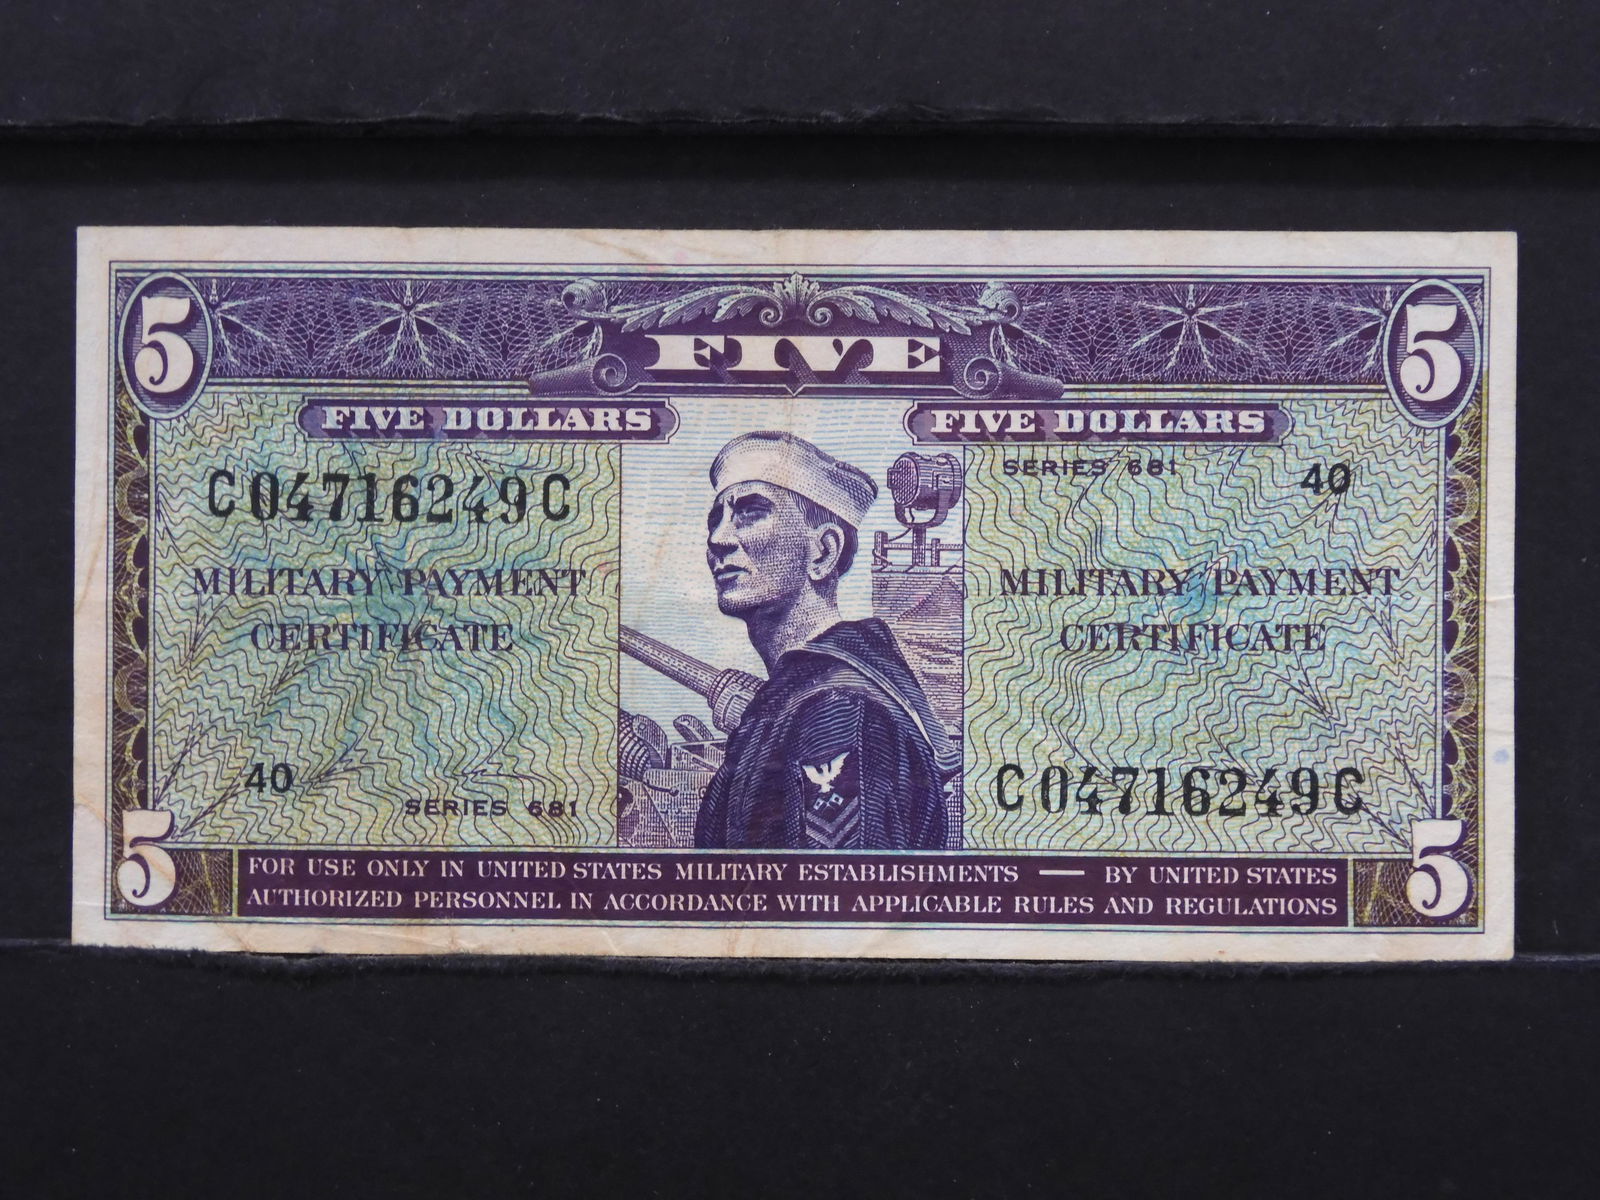 5 FIVE 5
FIVE DOLLARS FIVE DOLLARS
SERIES 681 40
C04716249C
MILITARY PAYMENT MILITARY PAYMENT
CERTIFICATE CERTIFICATE
40 C04716249C
SERIES 681
5 5
FOR USE ONLY IN UNITED STATES MILITARY ESTABLISHMENTS — BY UNITED STATES
AUTHORIZED PERSONNEL IN ACCORDANCE WITH APPLICABLE RULES AND REGULATIONS